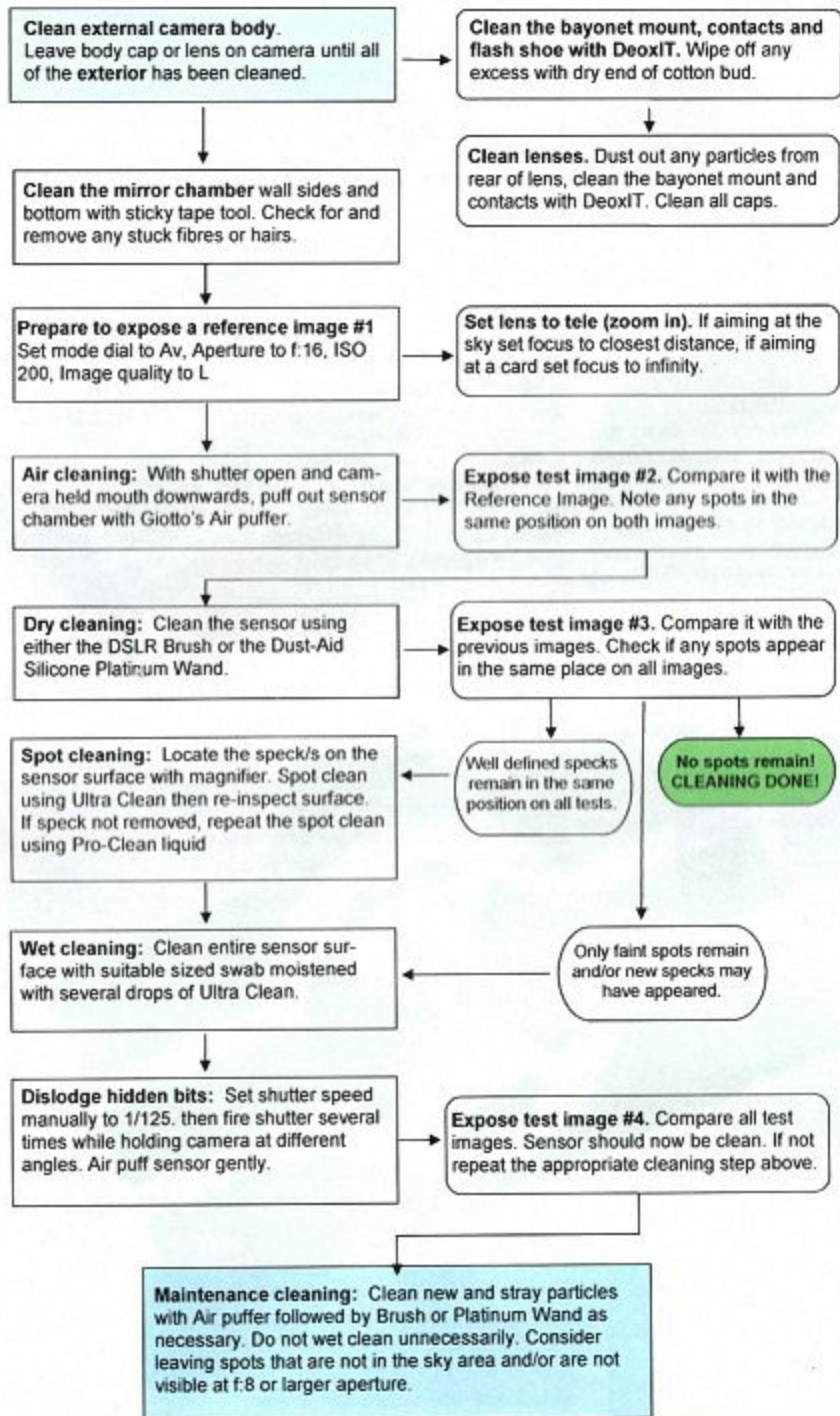 Clean external camera body.
Leave body cap or lens on camera until all
of the exterior has been cleaned.
Clean the bayonet mount, contacts and
flash shoe with DeoxIT. Wipe off any
excess with dry end of cotton bud.
Clean lenses. Dust out any particles from
rear of lens, clean the bayonet mount and
contacts with DeoxIT. Clean all caps.
Clean the mirror chamber wall sides and
bottom with sticky tape tool. Check for and
remove any stuck fibres or hairs.
Prepare to expose a reference image #1
Set mode dial to Av, Aperture to f:16, ISO
200, Image quality to L
Set lens to tele (zoom in). If aiming at the
sky set focus to closest distance, if aiming
at a card set focus to infinity.
Air cleaning: With shutter open and cam-
era held mouth downwards, puff out sensor
chamber with Giotto's Air puffer.
Expose test image #2. Compare it with the
Reference Image. Note any spots in the
same position on both images.
Dry cleaning: Clean the sensor using
either the DSLR Brush or the Dust-Aid
Silicone Platinum Wand.
Expose test image #3. Compare it with the
previous images. Check if any spots appear
in the same place on all images.
Spot cleaning: Locate the speck/s on the
sensor surface with magnifier. Spot clean
using Ultra Clean then re-inspect surface.
If speck not removed, repeat the spot clean
using Pro-Clean liquid
Well defined specks
remain in the same
position on all tests.
No spots remain!
CLEANING DONE!
Wet cleaning: Clean entire sensor sur-
face with suitable sized swab moistened
with several drops of Ultra Clean.
Only faint spots remain
and/or new specks may
have appeared.
Dislodge hidden bits: Set shutter speed
manually to 1/125. then fire shutter several
times while holding camera at different
angles. Air puff sensor gently.
Expose test image #4. Compare all test
images. Sensor should now be clean. If not
repeat the appropriate cleaning step above.
Maintenance cleaning: Clean new and stray particles
with Air puffer followed by Brush or Platinum Wand as
necessary. Do not wet clean unnecessarily. Consider
leaving spots that are not in the sky area and/or are not
visible at f:8 or larger aperture.